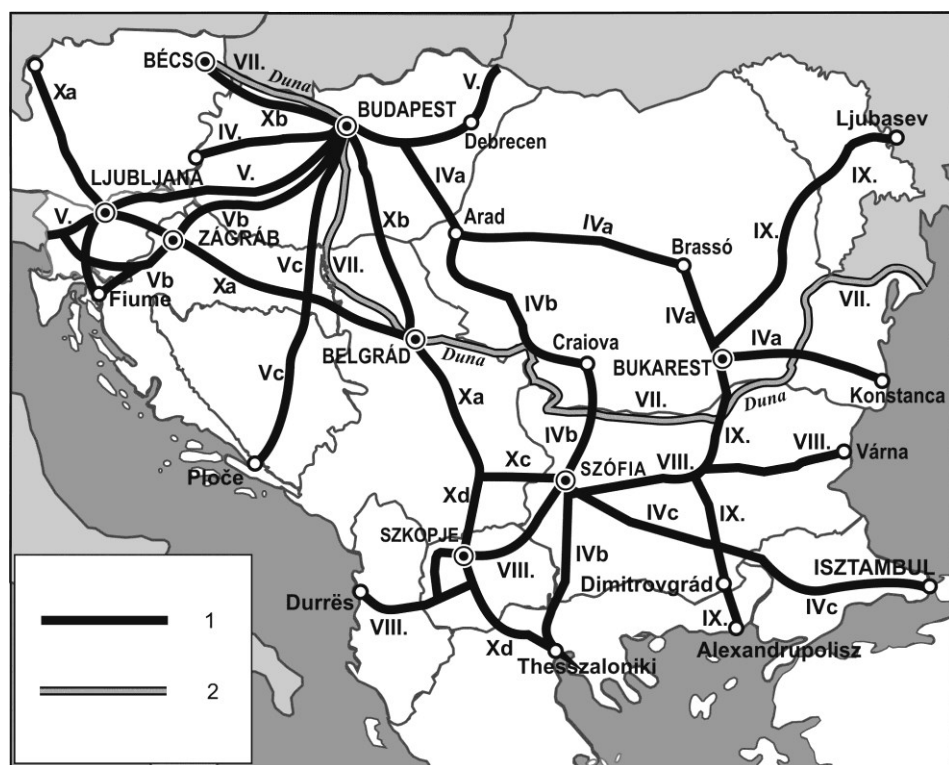 BÉCS
VII.
Duna
Xa
Xb
BUDAPEST
V.
Debrecen
Ljubasev
IV.
IX.
LJUBLJANA
V.
IVa
V.
Vb
Xb
Arad
IVa
IX.
ZÁGRÁB
Brassó
Vb
Vc
VII.
VII.
Fiume
Xa
IVb
IVa
BELGRÁD
Duna
Craiova
BUKAREST
IVa
Vc
Xa
VII.
Duna
Konstanca
IVb
IX.
Ploče
Xc
SZÓFIA
VIII.
VIII.
Várna
Xd
IVc
IX.
SZKOPJE
VIII.
IVb
Dimitrovgrád
ISZTAMBUL
Durrës
VIII.
IX.
IVc
Xd
Thesszaloniki
Alexandrupolisz
1
2